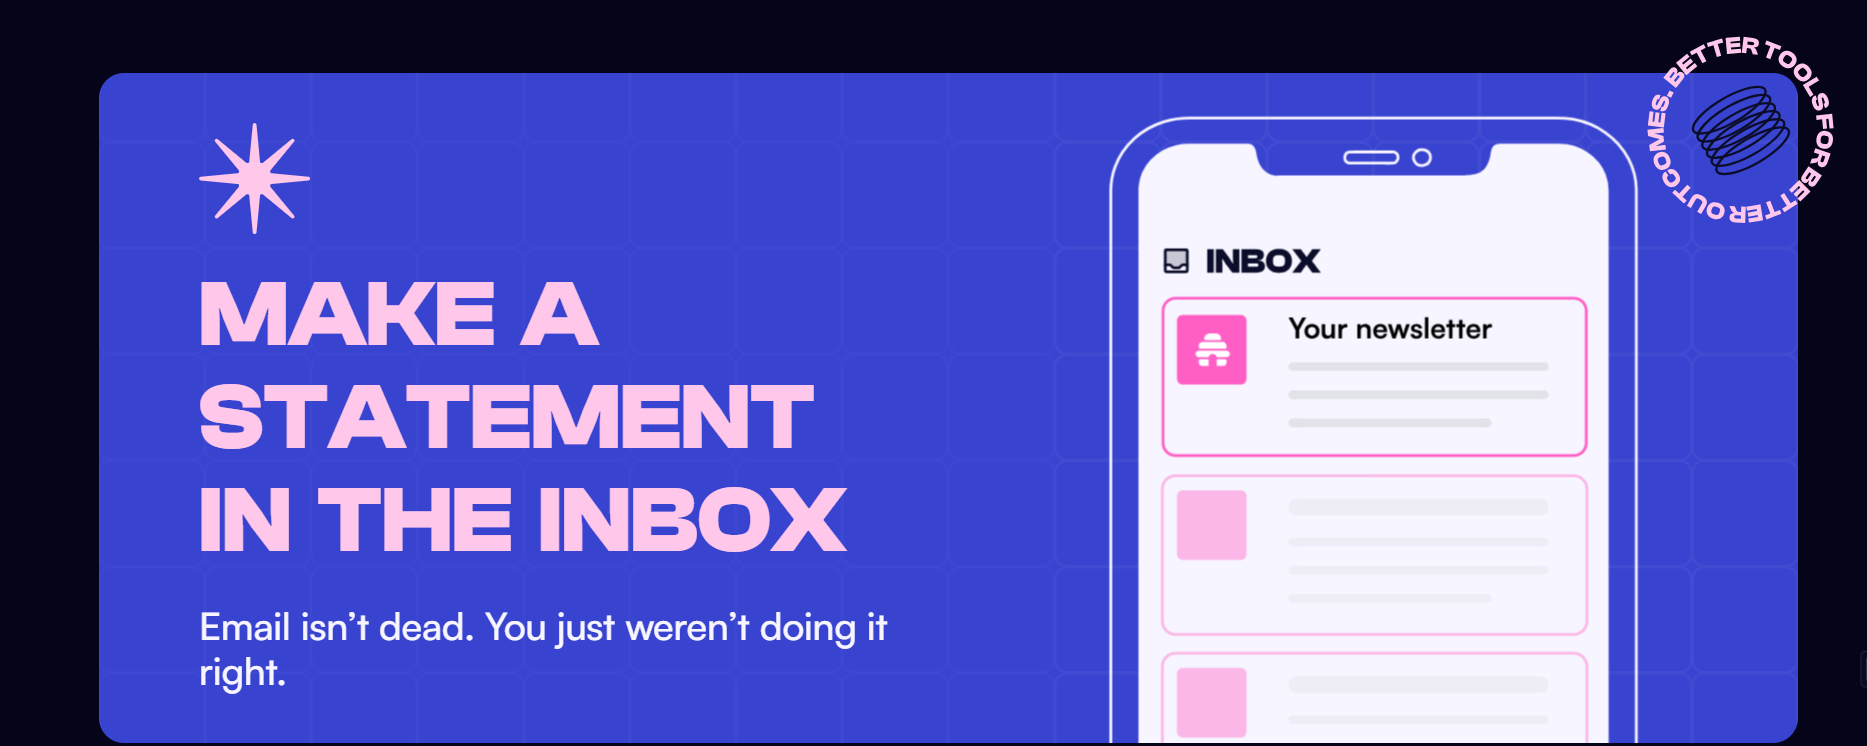 MAKE A
STATEMENT
IN THE INBOX
Email isn’t dead. You just weren’t doing it
right.
INBOX
Your newsletter
BETTER TOOLS FOR BETTER OUTCOMES.